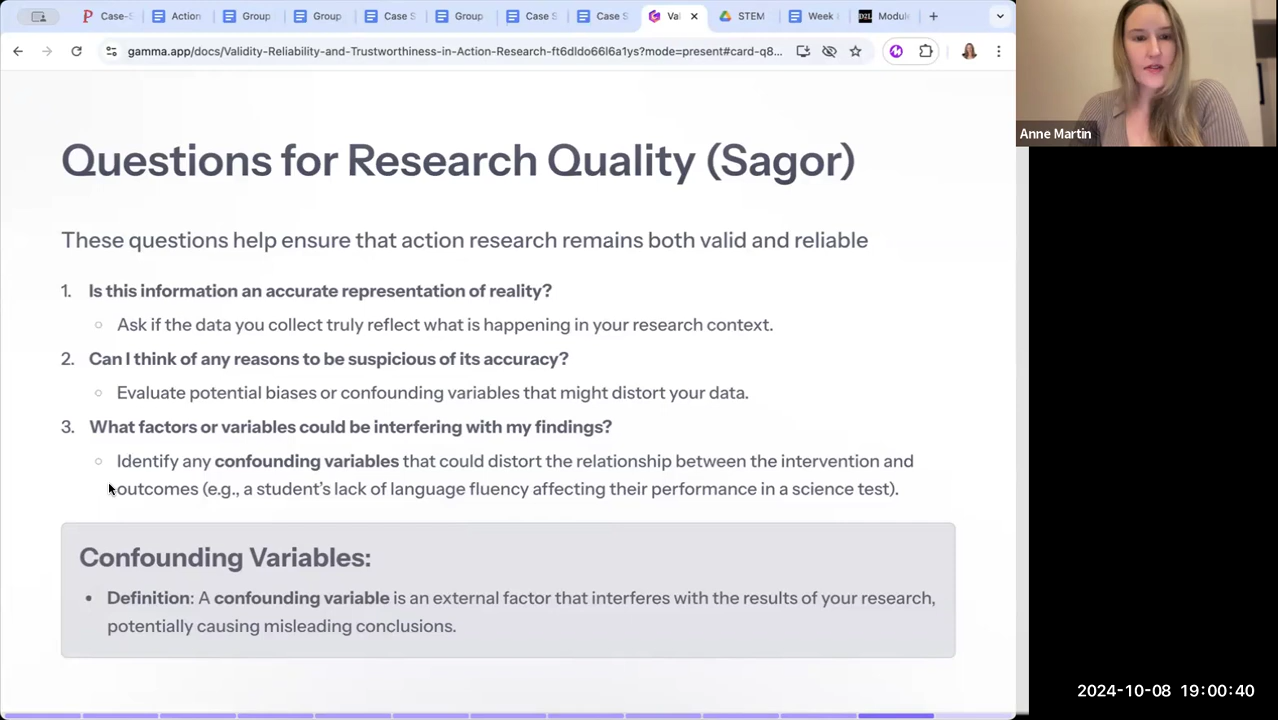 Case-S
Action
Group
Group
Case S
Group
Case S
Case S
Val
STEM
Week
Modul
gamma.app/docs/Validity-Reliability-and-Trustworthiness-in-Action-Research-ft6dldo66l6a1ys?mode=present#card-q8...
Anne Martin
Questions for Research Quality (Sagor)
These questions help ensure that action research remains both valid and reliable
1. Is this information an accurate representation of reality?
Ask if the data you collect truly reflect what is happening in your research context.
2. Can I think of any reasons to be suspicious of its accuracy?
Evaluate potential biases or confounding variables that might distort your data.
3. What factors or variables could be interfering with my findings?
Identify any confounding variables that could distort the relationship between the intervention and
outcomes (e.g., a student's lack of language fluency affecting their performance in a science test).
Confounding Variables:
Definition: A confounding variable is an external factor that interferes with the results of your research,
potentially causing misleading conclusions.
2024-10-08 19:00:40